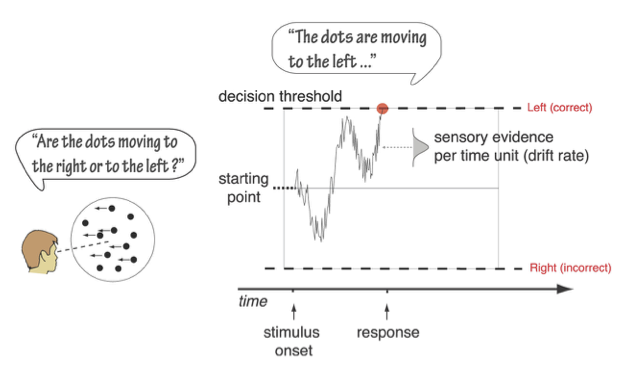 “The dots are moving
to the left ...”
decision threshold
Left (correct)
“Are the dots moving to
the right or to the left ?”
sensory evidence
per time unit (drift rate)
starting
point
Right (incorrect)
time
stimulus
onset
response